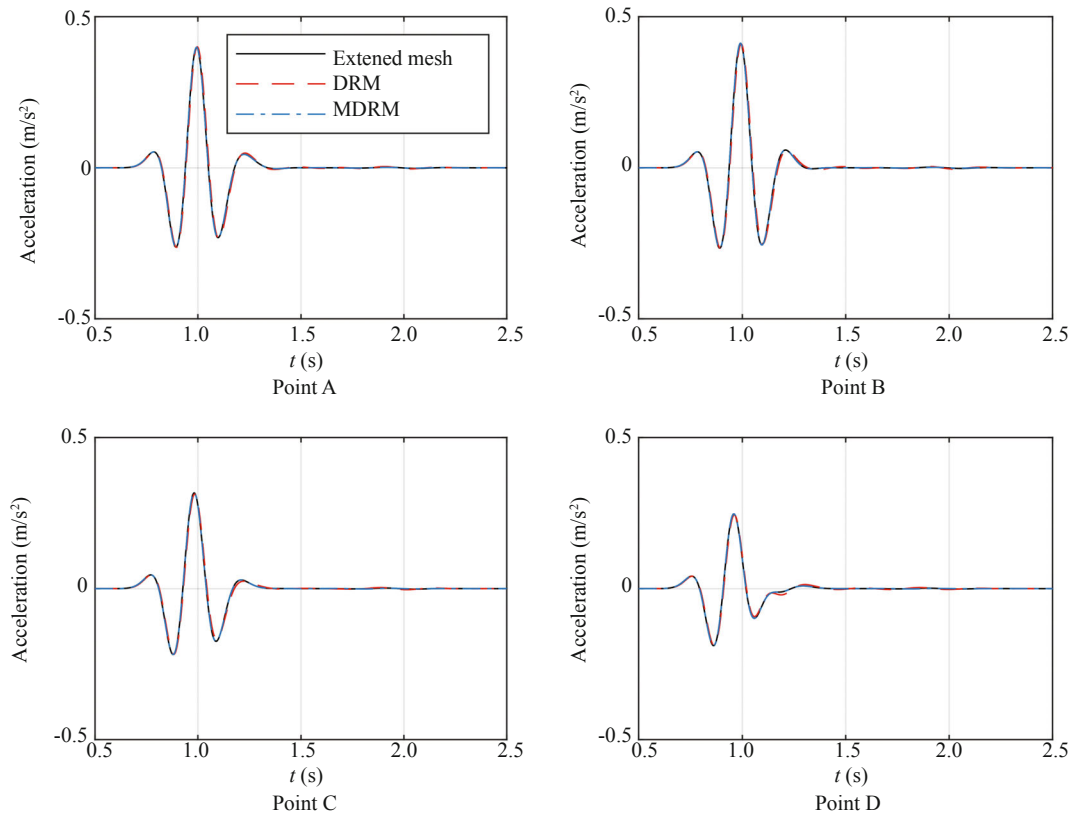 0.5
Extened mesh
DRM
MDRM
Acceleration (m/s²)
0
-0.5
0.5 1.0 1.5 2.0 2.5
t (s)
Point A
0.5
Acceleration (m/s²)
0
-0.5
0.5 1.0 1.5 2.0 2.5
t (s)
Point B
0.5
Acceleration (m/s²)
0
-0.5
0.5 1.0 1.5 2.0 2.5
t (s)
Point C
0.5
Acceleration (m/s²)
0
-0.5
0.5 1.0 1.5 2.0 2.5
t (s)
Point D